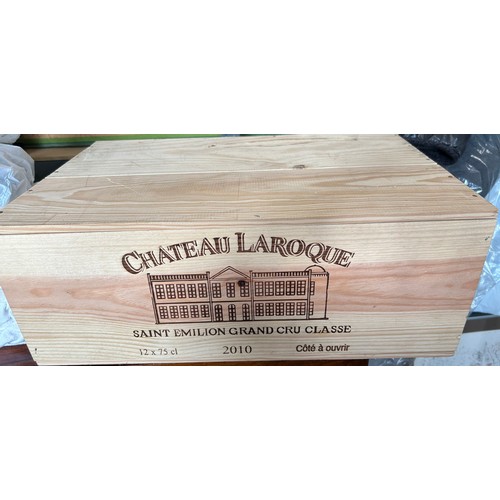 CHATEAU LAROQUE
SAINT EMILION GRAND CRU CLASSE
12 x 75 cl 2010 Côté à ouvrir